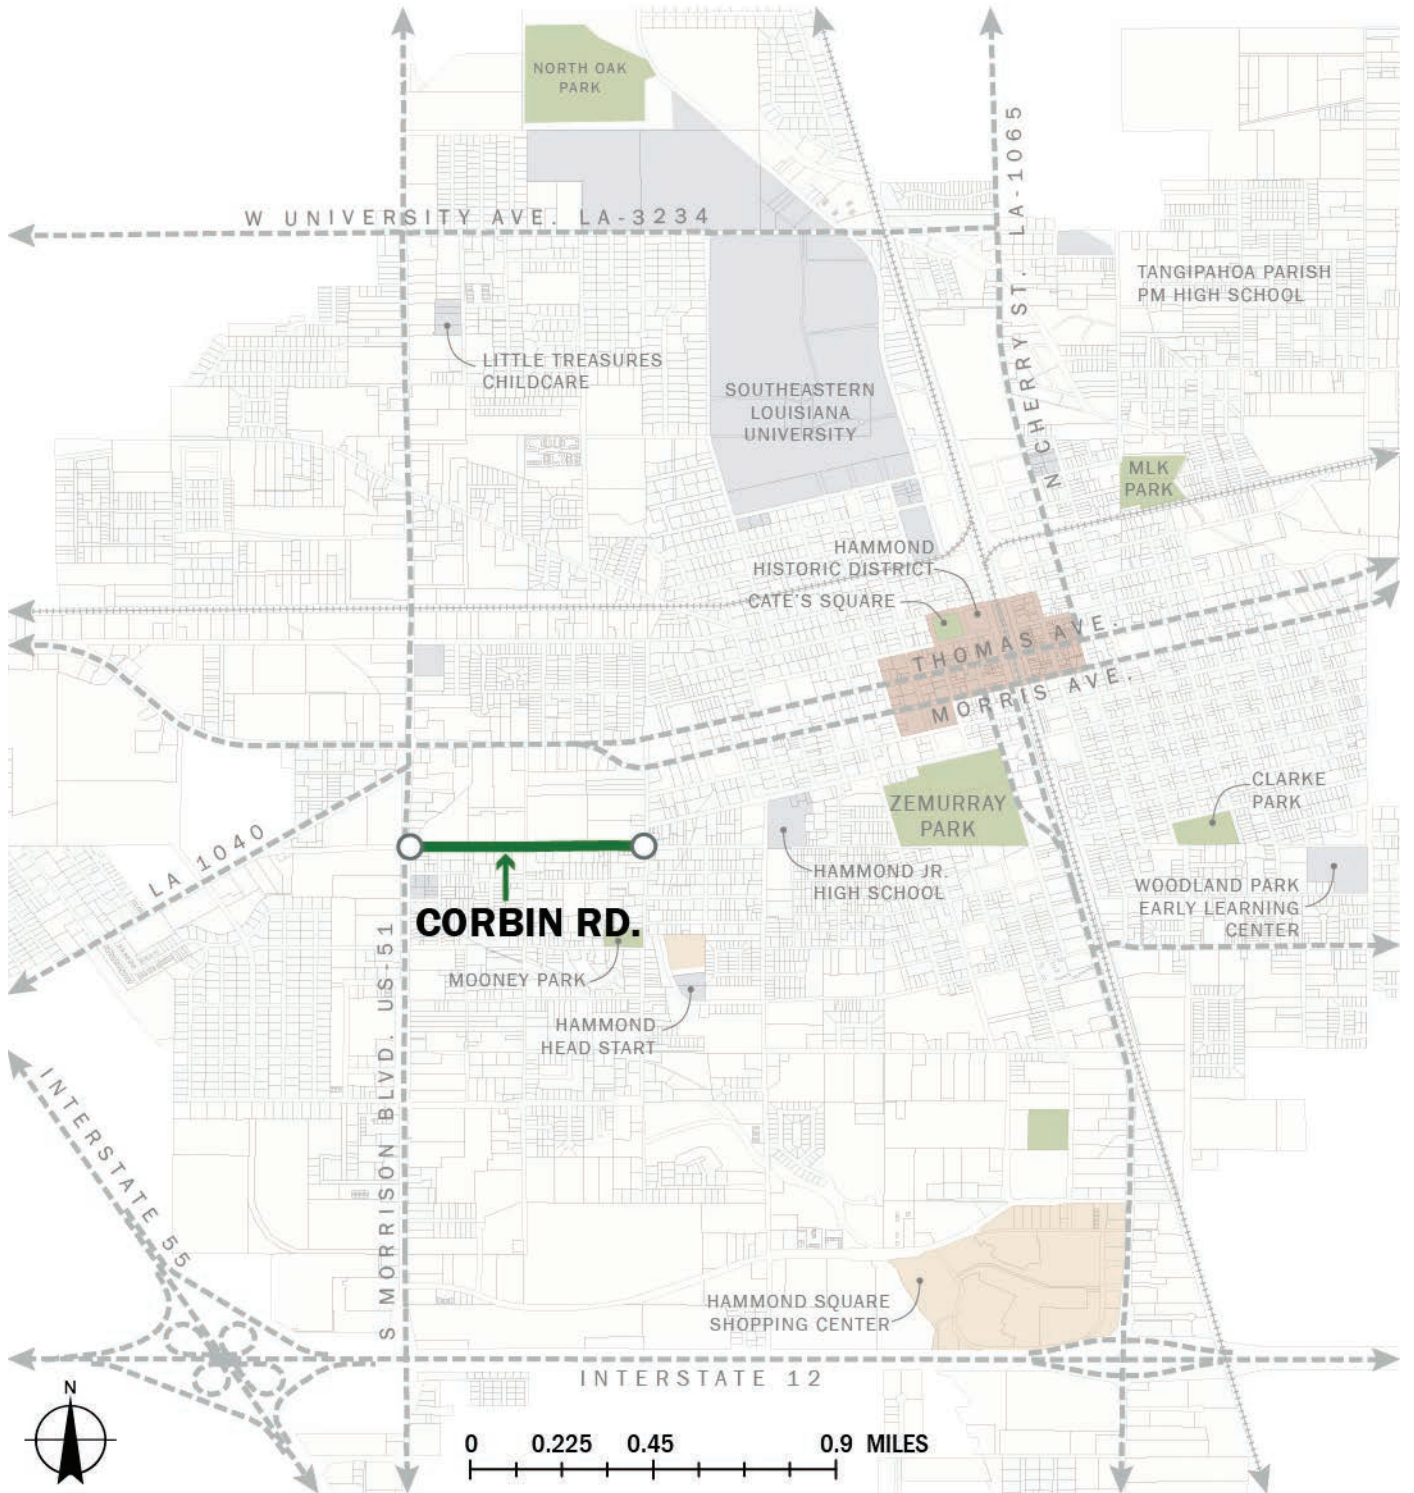 NORTH OAK
PARK
W UNIVERSITY AVE. LA-3234
N CHERRY ST. LA-1065
TANGIPAHOA PARISH
PM HIGH SCHOOL
LITTLE TREASURES
CHILDCARE
SOUTHEASTERN
LOUISIANA
UNIVERSITY
MLK
PARK
HAMMOND
HISTORIC DISTRICT
CATE'S SQUARE
THOMAS AVE.
MORRIS AVE.
ZEMURRAY
PARK
CLARKE
PARK
LA 1040
HAMMOND JR.
HIGH SCHOOL
WOODLAND PARK
EARLY LEARNING
CENTER
CORBIN RD.
MOONEY PARK
HAMMOND
HEAD START
S MORRISON BLVD. US-51
INTERSTATE 55
HAMMOND SQUARE
SHOPPING CENTER
INTERSTATE 12
N
0 0.225 0.45 0.9 MILES